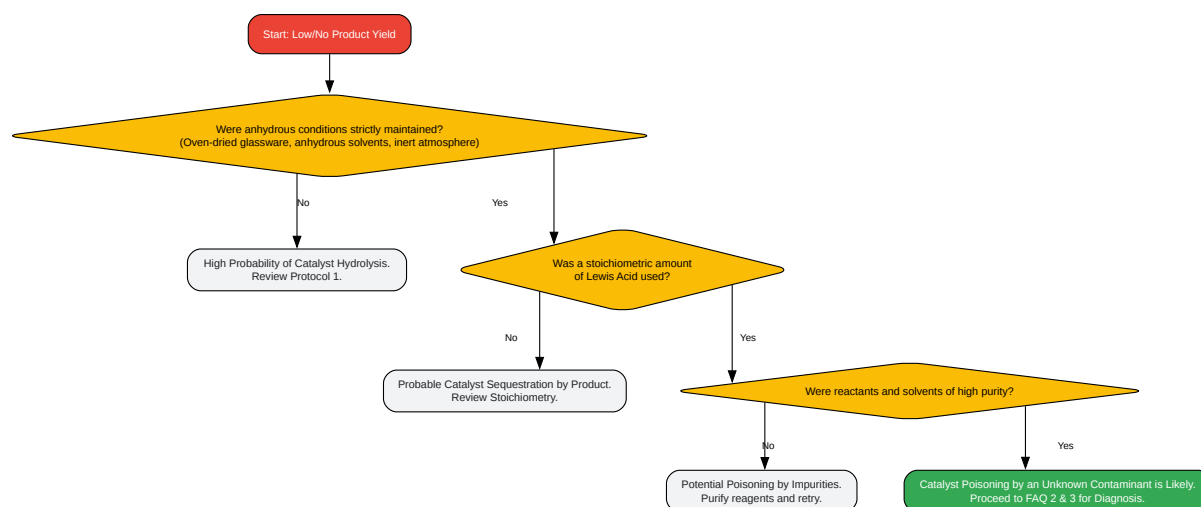 Start: Low/No Product Yield
Were anhydrous conditions strictly maintained?
(Oven-dried glassware, anhydrous solvents, inert atmosphere)
No
Yes
High Probability of Catalyst Hydrolysis.
Review Protocol 1.
Was a stoichiometric amount
of Lewis Acid used?
No
Yes
Probable Catalyst Sequestration by Product.
Review Stoichiometry.
Were reactants and solvents of high purity?
No
Yes
Potential Poisoning by Impurities.
Purify reagents and retry.
Catalyst Poisoning by an Unknown Contaminant is Likely.
Proceed to FAQ 2 & 3 for Diagnosis.